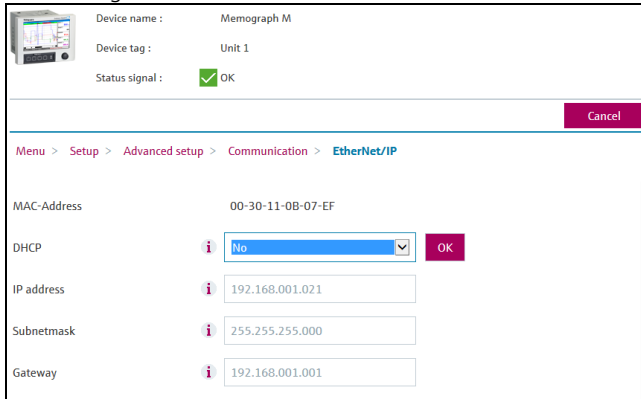 Device name : Memograph M
Device tag : Unit 1
Status signal : OK
Cancel
Menu > Setup > Advanced setup > Communication > EtherNet/IP
MAC-Address 00-30-11-0B-07-EF
DHCP i No OK
IP address i 192.168.001.021
Subnetmask i 255.255.255.000
Gateway i 192.168.001.001